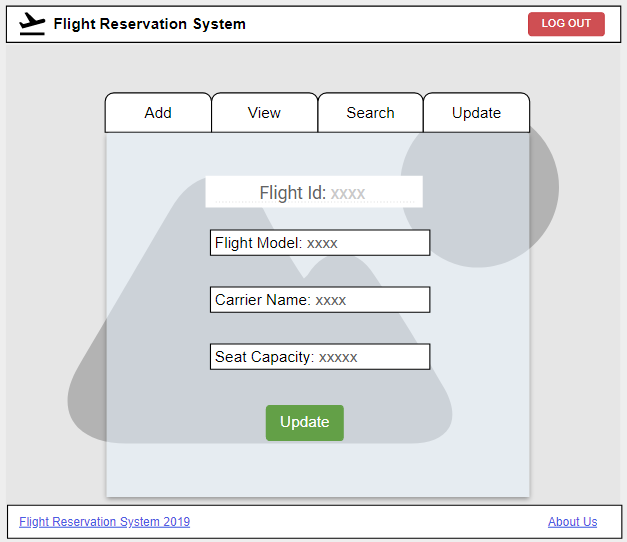 Flight Reservation System
LOG OUT
Add
View
Search
Update
Flight Id: xxxx
Flight Model: xxxx
Carrier Name: xxxx
Seat Capacity: xxxxx
Update
Flight Reservation System 2019
About Us